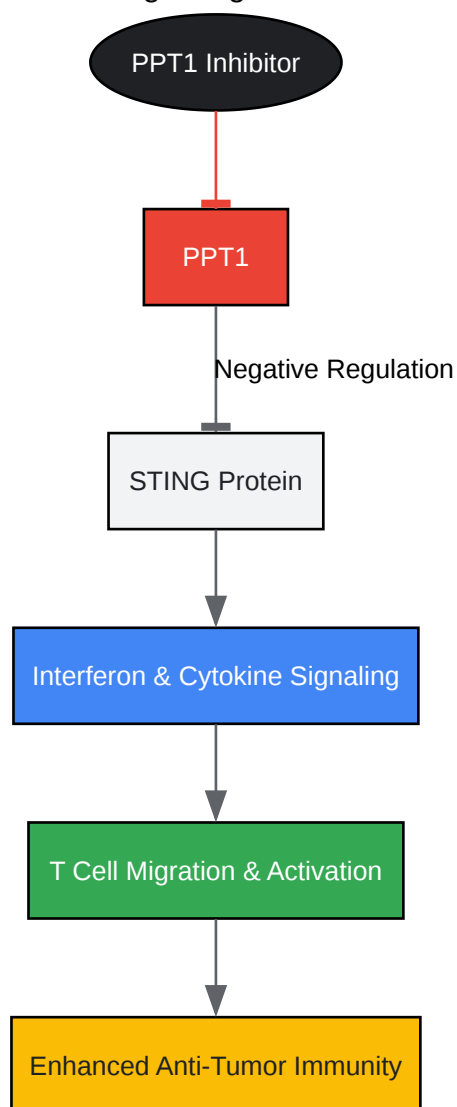 PPT1 Inhibitor
PPT1
Negative Regulation
STING Protein
Interferon & Cytokine Signaling
T Cell Migration & Activation
Enhanced Anti-Tumor Immunity